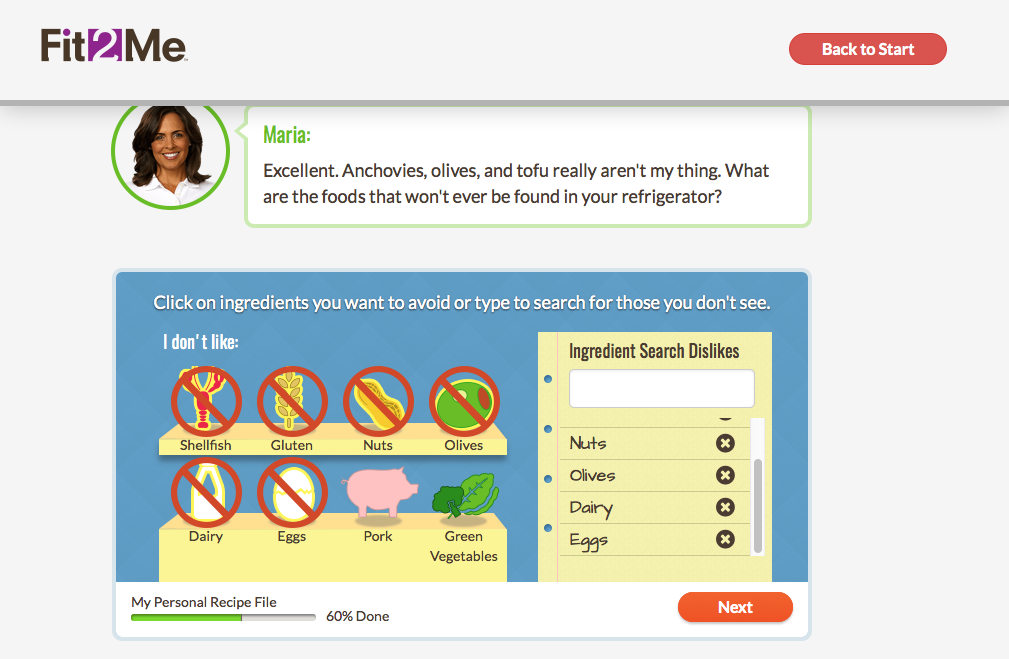 Fit2Me
Back to Start
Maria:
Excellent. Anchovies, olives, and tofu really aren't my thing. What
are the foods that won't ever be found in your refrigerator?
Click on ingredients you want to avoid or type to search for those you don't see.
I don't like:
Shellfish
Gluten
Nuts
Olives
Dairy
Eggs
Pork
Green
Vegetables
Ingredient Search Dislikes
Nuts
Olives
Dairy
Eggs
My Personal Recipe File
60% Done
Next